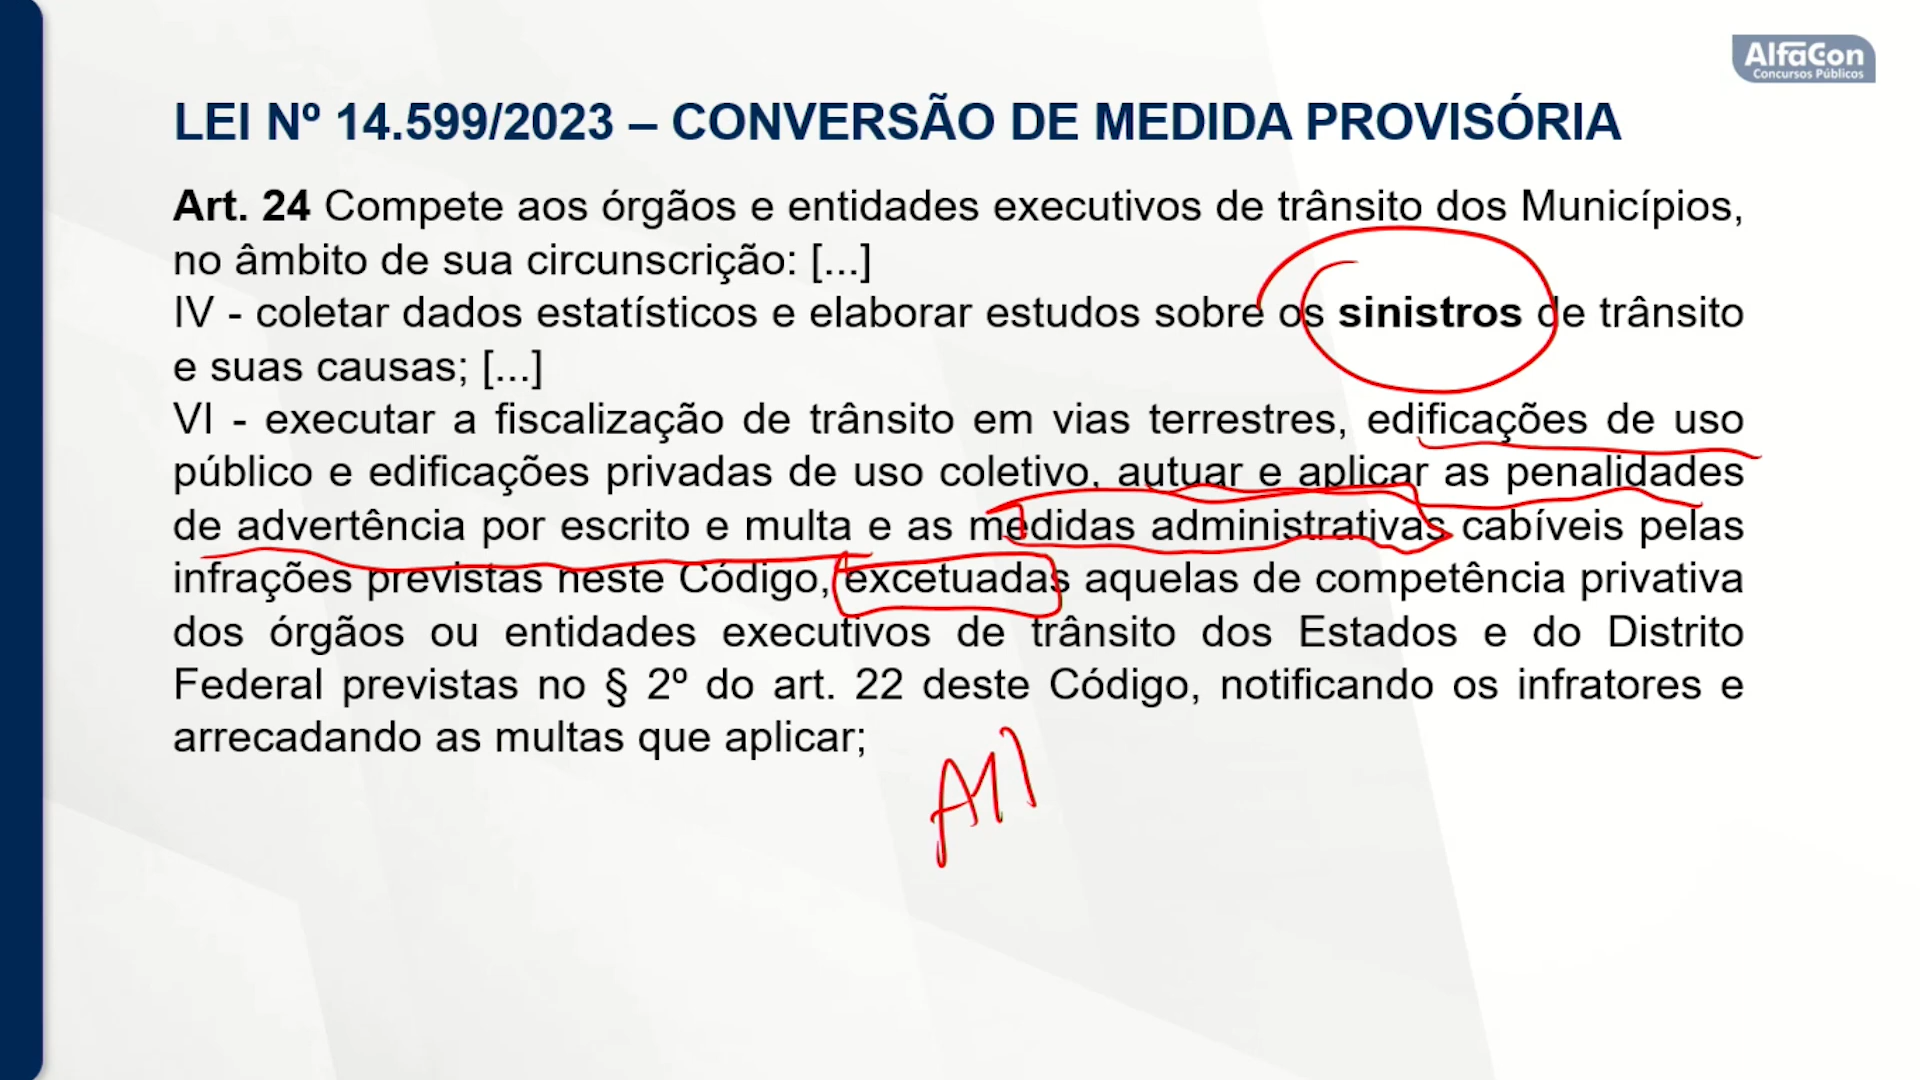 AlfaCon
Concursos Públicos
LEI Nº 14.599/2023 – CONVERSÃO DE MEDIDA PROVISÓRIA
Art. 24 Compete aos órgãos e entidades executivos de trânsito dos Municípios,
no âmbito de sua circunscrição: [...]
IV - coletar dados estatísticos e elaborar estudos sobre os sinistros de trânsito
e suas causas; [...]
VI - executar a fiscalização de trânsito em vias terrestres, edificações de uso
público e edificações privadas de uso coletivo, autuar e aplicar as penalidades
de advertência por escrito e multa e as medidas administrativas cabíveis pelas
infrações previstas neste Código, excetuadas aquelas de competência privativa
dos órgãos ou entidades executivos de trânsito dos Estados e do Distrito
Federal previstas no § 2º do art. 22 deste Código, notificando os infratores e
arrecadando as multas que aplicar;